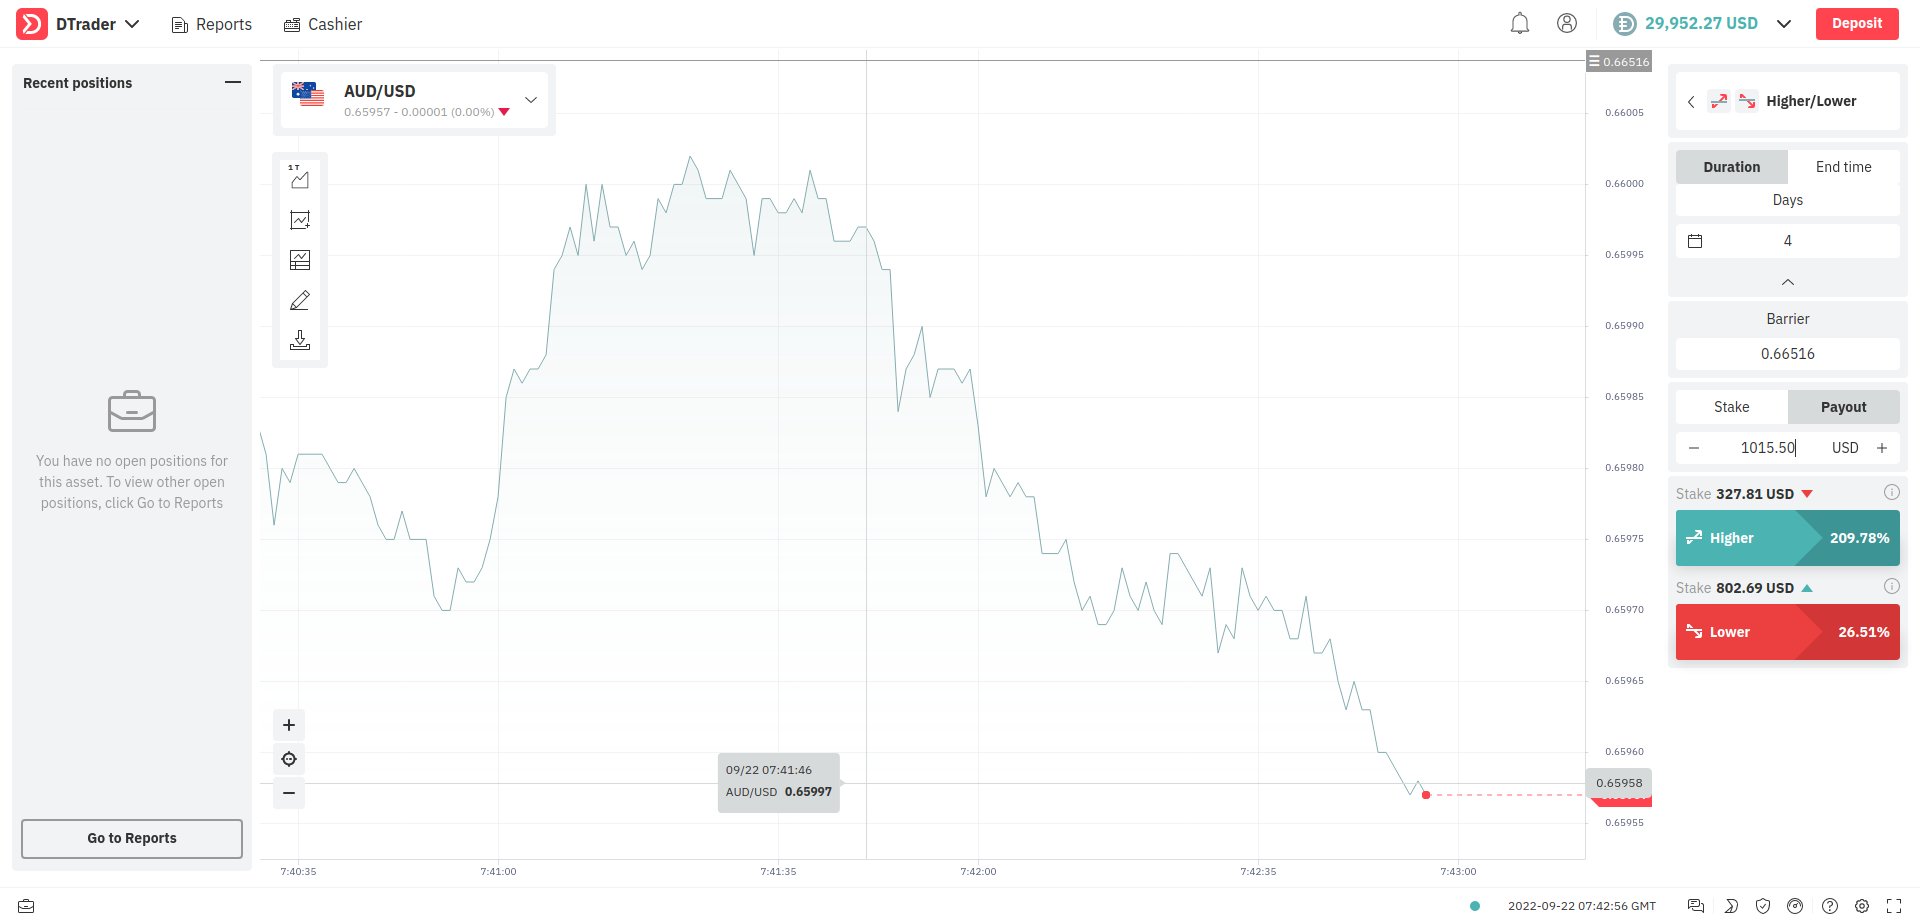 DTrader
Reports
Cashier
29,952.27 USD
Deposit
Recent positions
You have no open positions for
this asset. To view other open
positions, click Go to Reports
Go to Reports
AUD/USD
0.65957 - 0.00001 (0.00%)
1 T
09/22 07:41:46
AUD/USD 0.65997
0.66516
0.66005
0.66000
0.65995
0.65990
0.65985
0.65980
0.65975
0.65970
0.65965
0.65960
0.65958
0.65955
7:40:35
7:41:00
7:41:35
7:42:00
7:42:35
7:43:00
Higher/Lower
Duration
End time
Days
4
Barrier
0.66516
Stake
Payout
1015.50
USD
Stake 327.81 USD
Higher
209.78%
Stake 802.69 USD
Lower
26.51%
2022-09-22 07:42:56 GMT